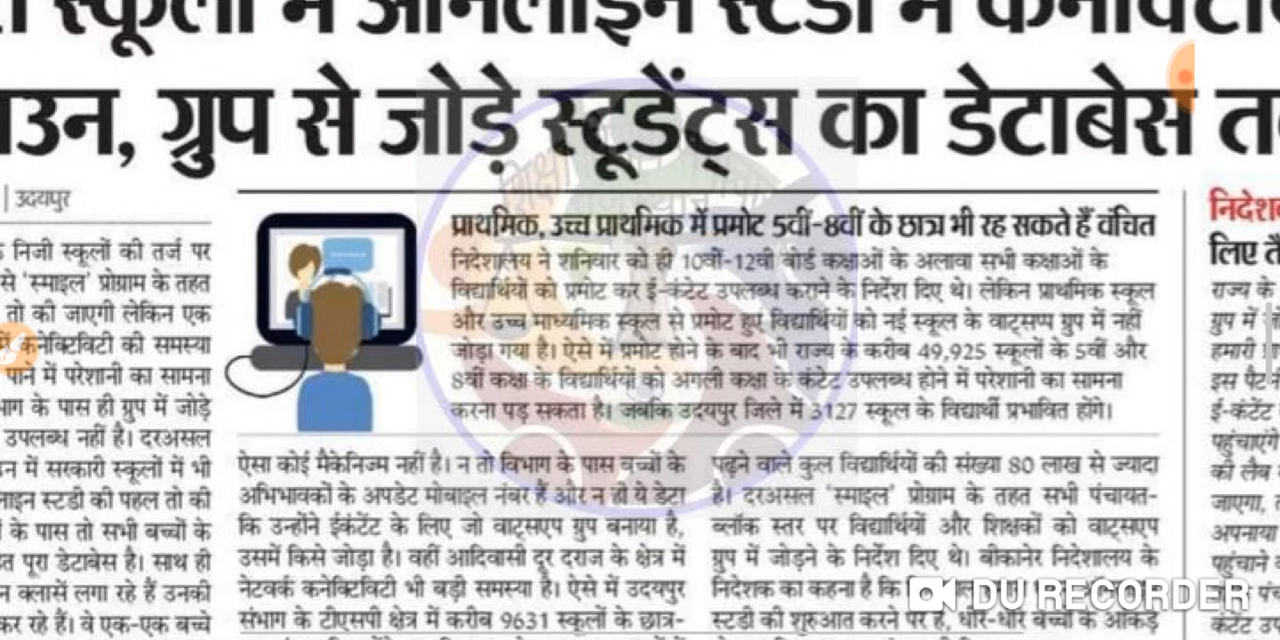 स्कूलों में ऑनलाइन स्टडी में
ग्रुप से जोड़े स्टूडेंट्स का डेटाबेस
उदयपुर
निजी स्कूलों की तर्ज पर
से 'स्माइल' प्रोग्राम के तहत
तो की जाएगी लेकिन एक
कनेक्टिविटी की समस्या
पाने में परेशानी का सामना
के पास ही ग्रुप में जोड़े
उपलब्ध नहीं है। दरअसल
में सरकारी स्कूलों में भी
स्टडी की पहल तो की
के पास तो सभी बच्चों के
पूरा डेटाबेस है। साथ ही
क्लासें लगा रहे हैं उनकी
कर रहे हैं। वे एक-एक बच्चे
प्राथमिक, उच्च प्राथमिक में प्रमोट 5वीं-8वीं के छात्र भी रह सकते हैं वंचित
निदेशालय ने शनिवार को ही 10वीं-12वीं बोर्ड कक्षाओं के अलावा सभी कक्षाओं के
विद्यार्थियों को प्रमोट कर ई-कंटेट उपलब्ध कराने के निर्देश दिए थे। लेकिन प्राथमिक स्कूल
और उच्च माध्यमिक स्कूल से प्रमोट हुए विद्यार्थियों को नई स्कूल के वाट्सप्प ग्रुप में नहीं
जोड़ा गया है। ऐसे में प्रमोट होने के बाद भी राज्य के करीब 49,925 स्कूलों के 5वीं और
8वीं कक्षा के विद्यार्थियों को अगली कक्षा के कंटेट उपलब्ध होने में परेशानी का सामना
करना पड़ सकता है। जबकि उदयपुर जिले में 3127 स्कूल के विद्यार्थी प्रभावित होंगे।
ऐसा कोई मैकेनिज्म नहीं है। न तो विभाग के पास बच्चों के
अभिभावकों के अपडेट मोबाइल नंबर हैं और न ही ये डेटा
कि उन्होंने ईकंटेंट के लिए जो वाट्सएप ग्रुप बनाया है,
उसमें किसे जोड़ा है। वहीं आदिवासी दूर दराज के क्षेत्र में
नेटवर्क कनेक्टिविटी भी बड़ी समस्या है। ऐसे में उदयपुर
संभाग के टीएसपी क्षेत्र में करीब 9631 स्कूलों के छात्र-
पढ़ने वाले कुल विद्यार्थियों की संख्या 80 लाख से ज्यादा
है। दरअसल 'स्माइल' प्रोग्राम के तहत सभी पंचायत-
ब्लॉक स्तर पर विद्यार्थियों और शिक्षकों को वाट्सएप
ग्रुप में जोड़ने के निर्देश दिए थे। बीकानेर निदेशालय के
निदेशक का कहना है कि
स्टडी की शुरुआत करने पर है, धीरे-धीरे बच्चों के आंकड़े
लिए
राज्य के
ग्रुप में
हमारी
इस पैटर्न
ई-कंटेंट
पहुंचाएंगे
की लैब
जाएगा,
अपनाया
पहुंचाने
कंटेंट
DU RECORDER